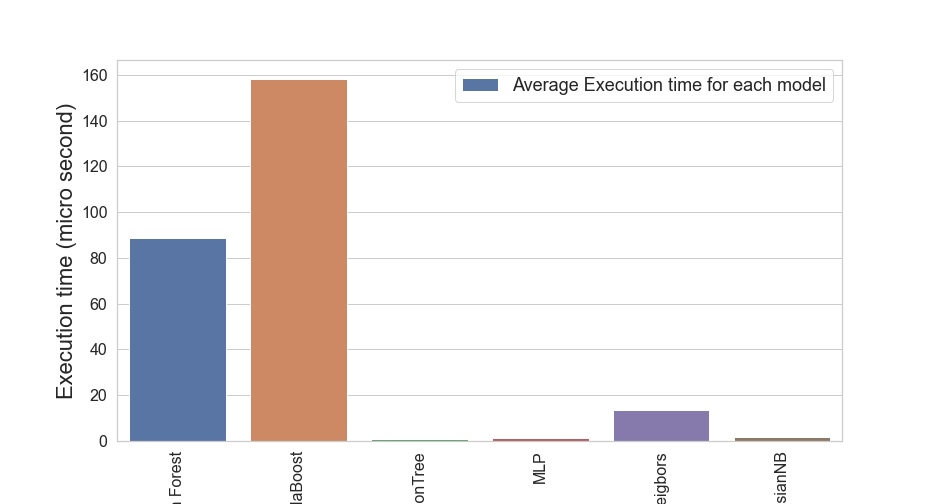 Average Execution time for each model
Execution time (micro second)
160
140
120
100
80
60
40
20
0
Forest
laBoost
onTree
MLP
eigbors
sianNB